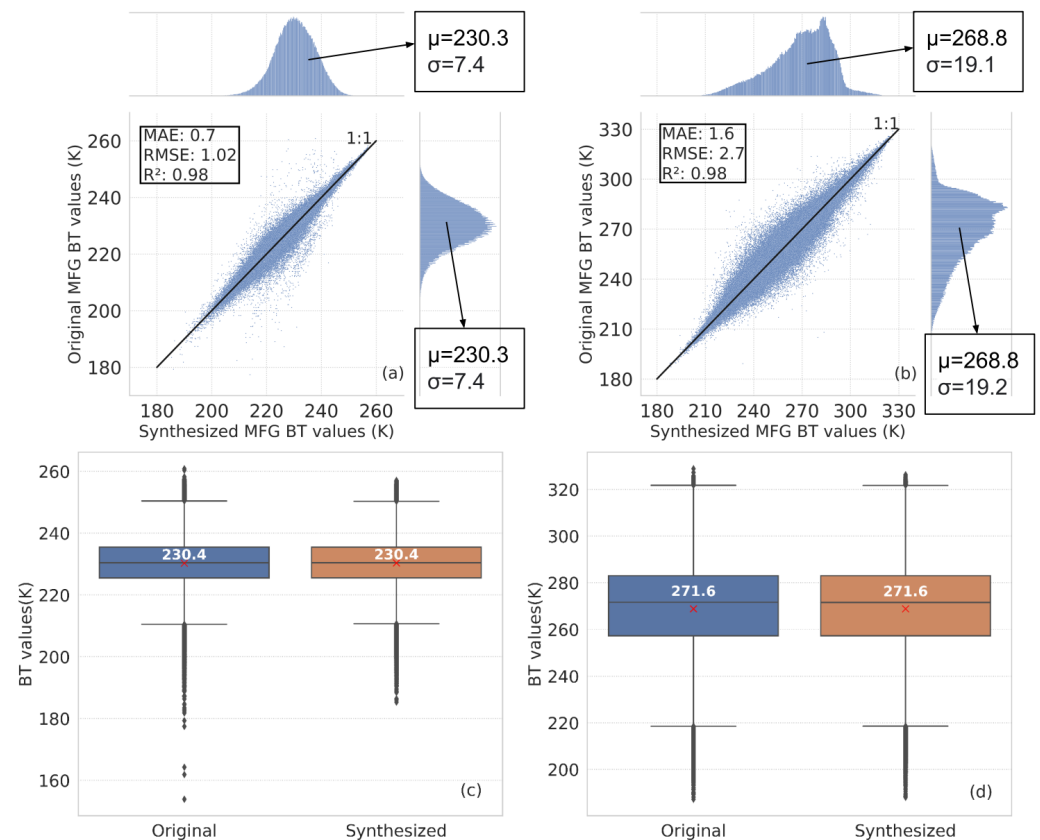 μ=230.3
σ=7.4
MAE: 0.7
RMSE: 1.02
R²: 0.98
1:1
Original MFG BT values (K)
260
240
220
200
180
(a)
μ=230.3
σ=7.4
180 200 220 240 260
Synthesized MFG BT values (K)
μ=268.8
σ=19.1
MAE: 1.6
RMSE: 2.7
R²: 0.98
1:1
Original MFG BT values (K)
330
300
270
240
210
180
(b)
μ=268.8
σ=19.2
180 210 240 270 300 330
Synthesized MFG BT values (K)
BT values(K)
260
240
220
200
180
160
230.4 230.4
(c)
Original Synthesized
BT values(K)
320
300
280
260
240
220
200
271.6 271.6
(d)
Original Synthesized